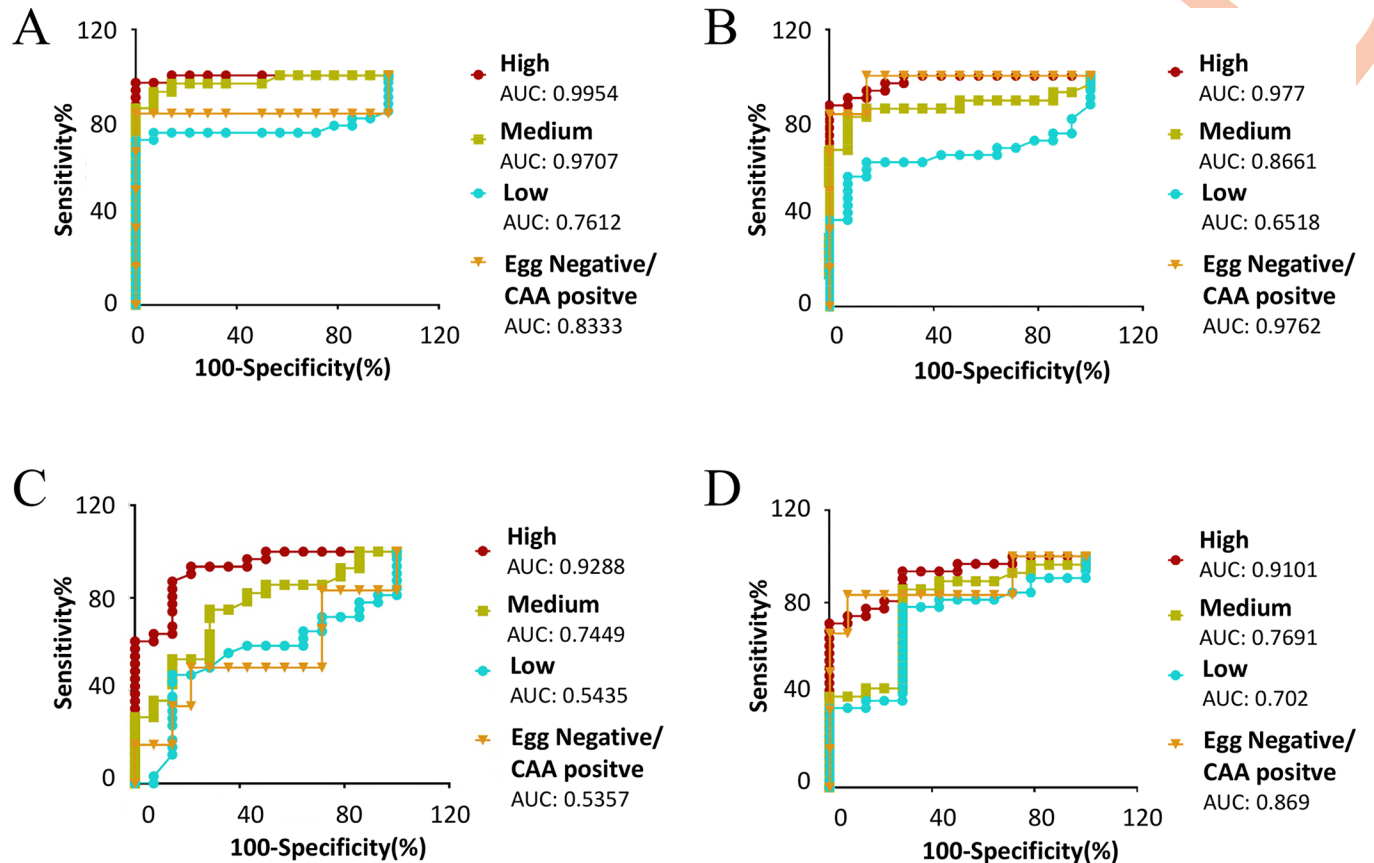 A
120
80
40
0
Sensitivity%
0 40 80 120
100-Specificity(%)
High
AUC: 0.9954
Medium
AUC: 0.9707
Low
AUC: 0.7612
Egg Negative/
CAA positve
AUC: 0.8333
B
120
80
40
0
Sensitivity%
0 40 80 120
100-Specificity(%)
High
AUC: 0.977
Medium
AUC: 0.8661
Low
AUC: 0.6518
Egg Negative/
CAA positve
AUC: 0.9762
C
120
80
40
0
Sensitivity%
0 40 80 120
100-Specificity(%)
High
AUC: 0.9288
Medium
AUC: 0.7449
Low
AUC: 0.5435
Egg Negative/
CAA positve
AUC: 0.5357
D
120
80
40
0
Sensitivity%
0 40 80 120
100-Specificity(%)
High
AUC: 0.9101
Medium
AUC: 0.7691
Low
AUC: 0.702
Egg Negative/
CAA positve
AUC: 0.869